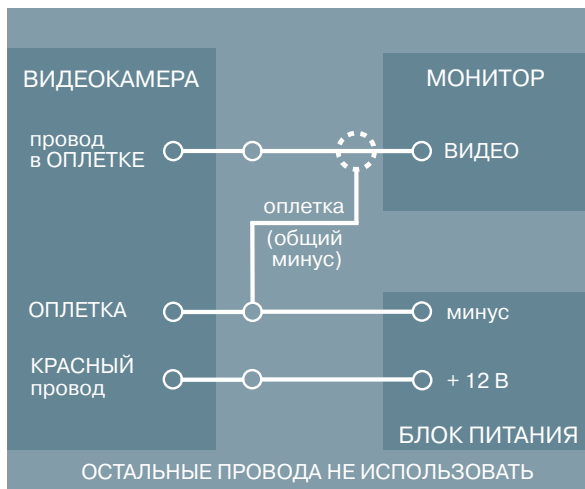 ВИДЕОКАМЕРА
МОНИТОР
провод
в ОПЛЕТКЕ
ВИДЕО
оплетка
(общий
минус)
ОПЛЕТКА
минус
КРАСНЫЙ
провод
+ 12 В
БЛОК ПИТАНИЯ
ОСТАЛЬНЫЕ ПРОВОДА НЕ ИСПОЛЬЗОВАТЬ